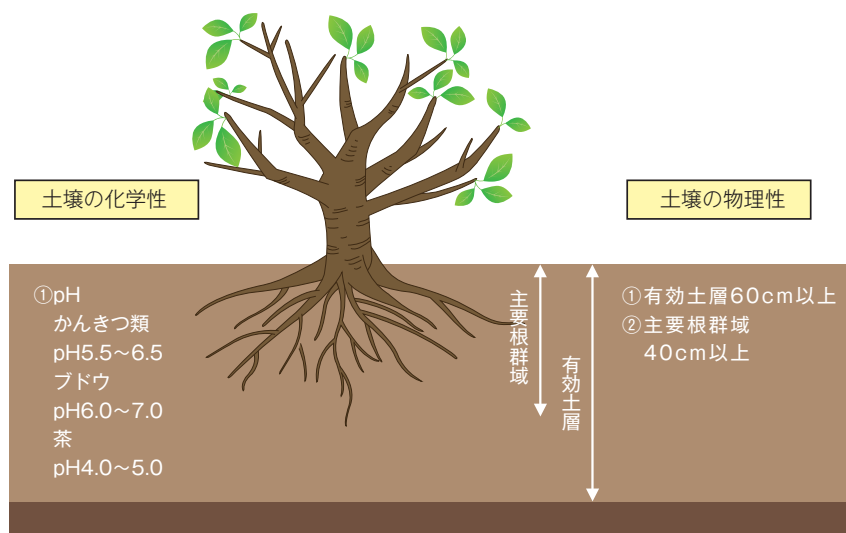 土壌の化学性
①pH
かんきつ類
pH5.5～6.5
ブドウ
pH6.0～7.0
茶
pH4.0～5.0
主要根群域
有効土層
土壌の物理性
①有効土層60cm以上
②主要根群域
40cm以上